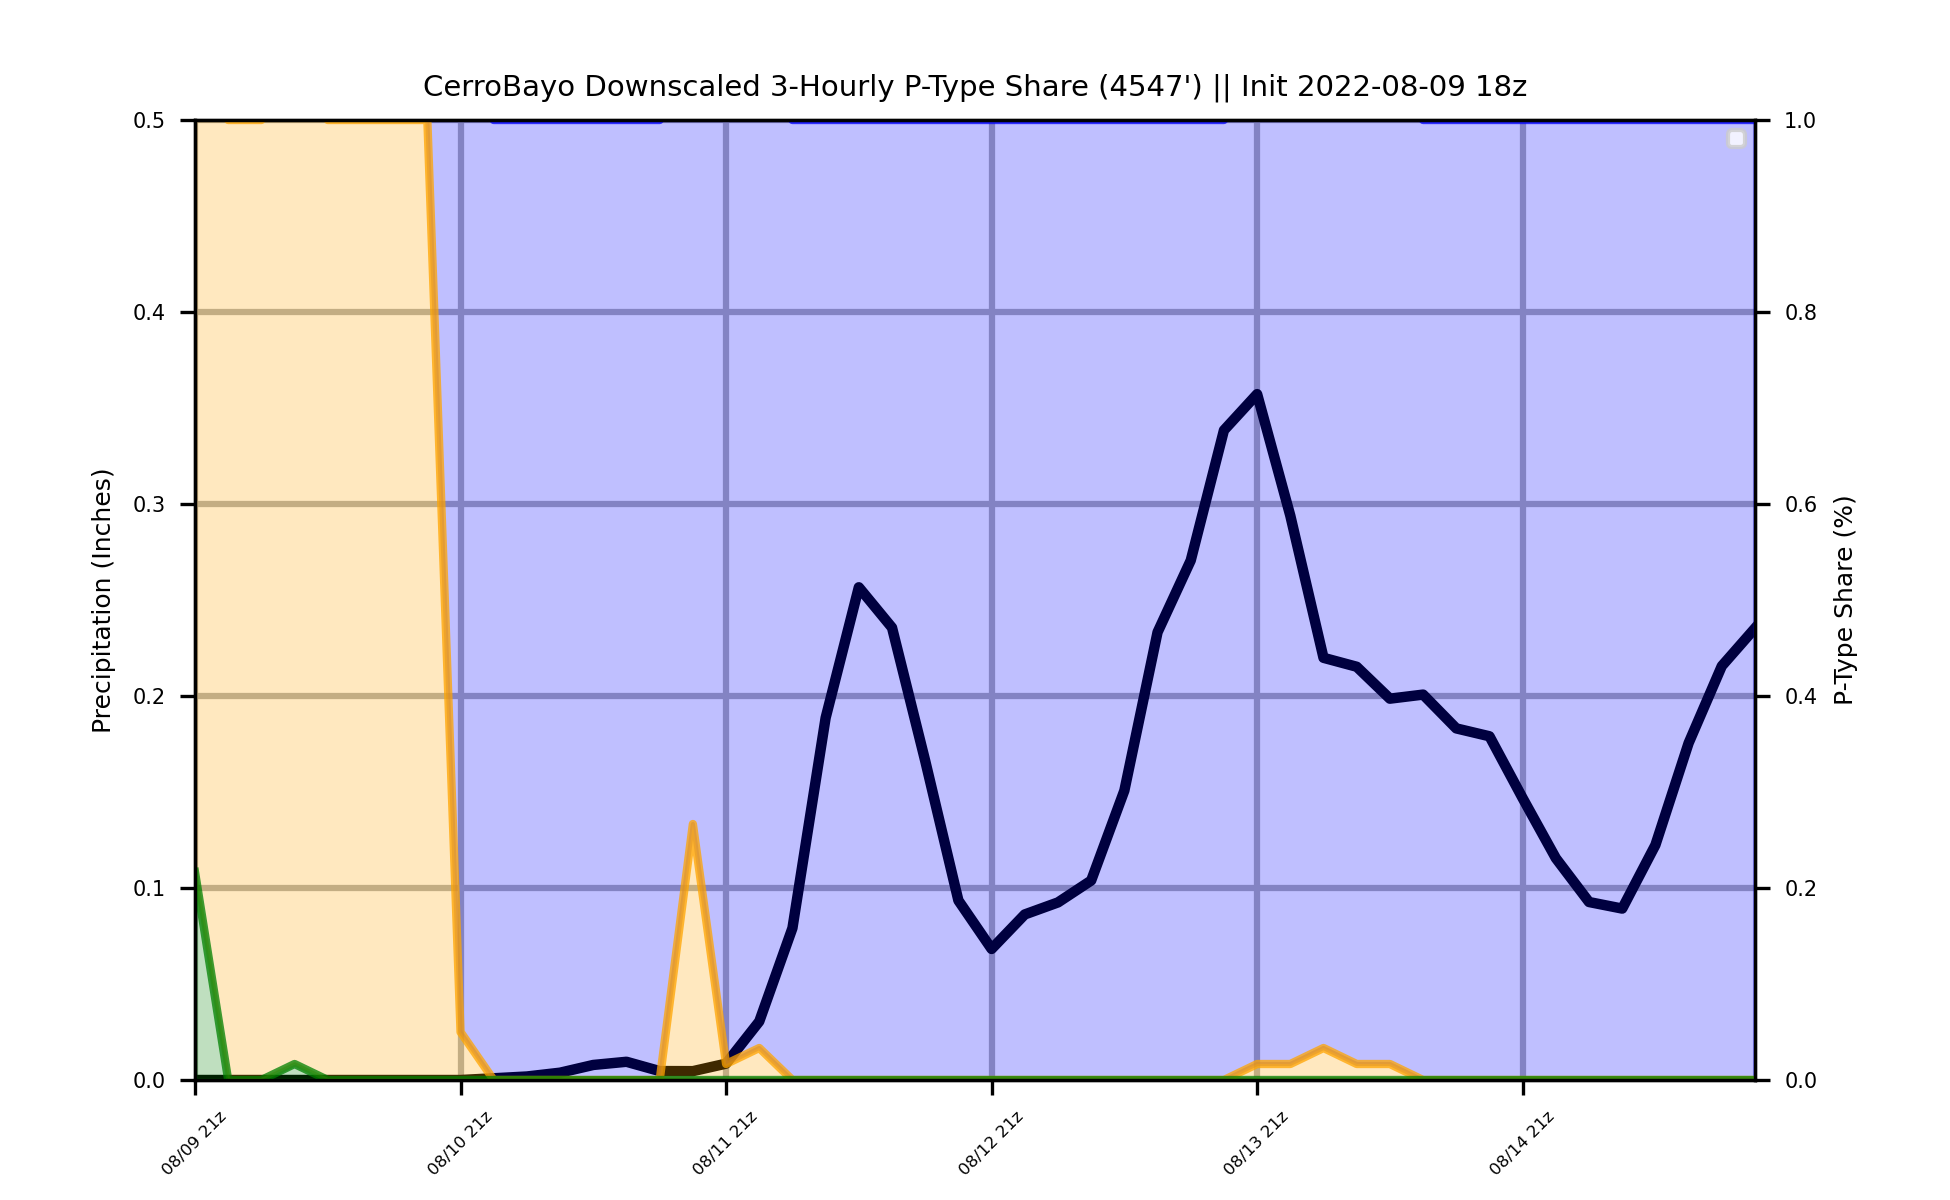 CerroBayo Downscaled 3-Hourly P-Type Share (4547') || Init 2022-08-09 18z
Precipitation (Inches)
0.5
0.4
0.3
0.2
0.1
0.0
1.0
0.8
0.6
0.4
0.2
0.0
P-Type Share (%)
08/09 21z
08/10 21z
08/11 21z
08/12 21z
08/13 21z
08/14 21z